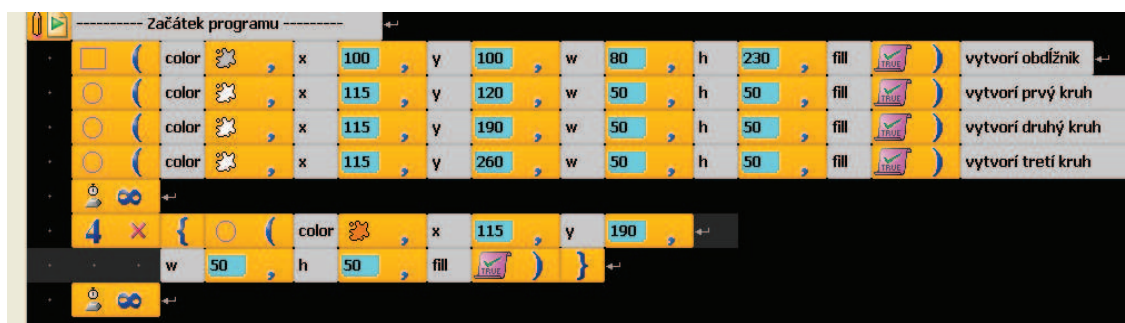 ---------- Začátek programu ---------
( color , x 100 , y 100 , w 80 , h 230 , fill TRUE ) vytvorí obdĺžnik
( color , x 115 , y 120 , w 50 , h 50 , fill TRUE ) vytvorí prvý kruh
( color , x 115 , y 190 , w 50 , h 50 , fill TRUE ) vytvorí druhý kruh
( color , x 115 , y 260 , w 50 , h 50 , fill TRUE ) vytvorí tretí kruh
∞
4 × { ( color , x 115 , y 190 ,
w 50 , h 50 , fill TRUE ) }
∞